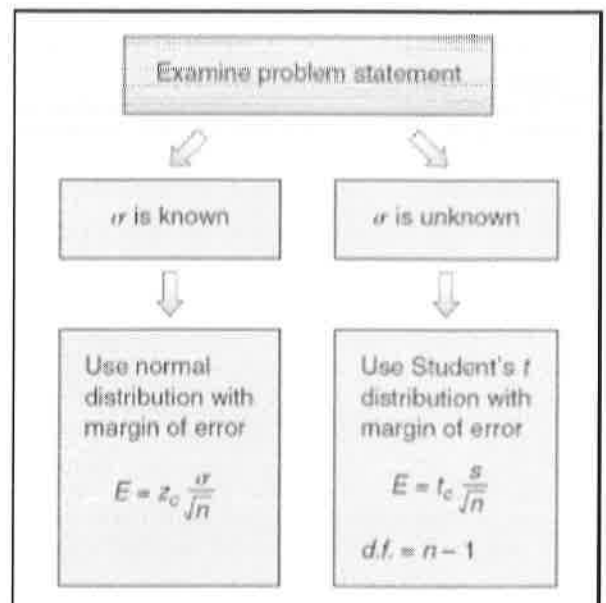 Examine problem statement
σ is known
σ is unknown
Use normal
distribution with
margin of error
E = z_c σ/√n
Use Student's t
distribution with
margin of error
E = t_c s/√n
d.f. = n − 1